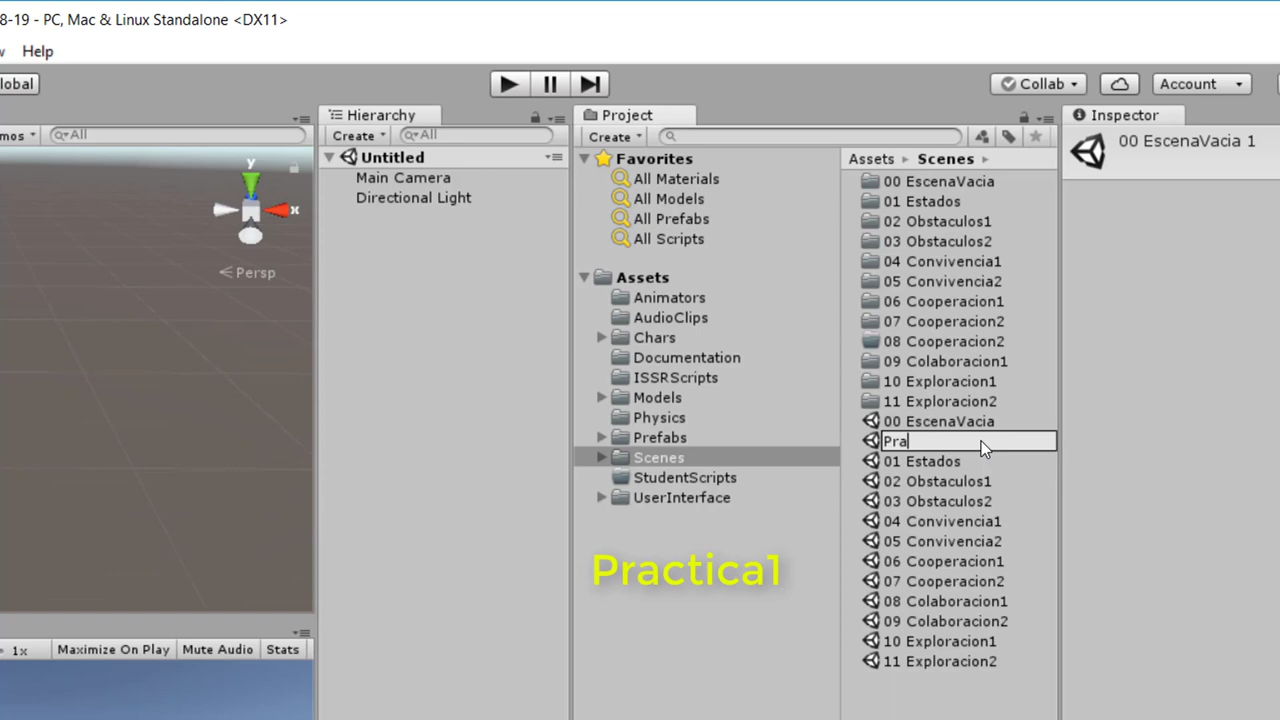 8-19 - PC, Mac & Linux Standalone <DX11>
Help
lobal
Collab
Account
mos
All
y
x
Persp
1x
Maximize On Play
Mute Audio
Stats
Hierarchy
Create
All
Untitled
Main Camera
Directional Light
Project
Create
Favorites
All Materials
All Models
All Prefabs
All Scripts
Assets
Animators
AudioClips
Chars
Documentation
ISSRScripts
Models
Physics
Prefabs
Scenes
StudentScripts
UserInterface
Practica1
Assets
Scenes
00 EscenaVacia
01 Estados
02 Obstaculos1
03 Obstaculos2
04 Convivencia1
05 Convivencia2
06 Cooperacion1
07 Cooperacion2
08 Cooperacion2
09 Colaboracion1
10 Exploracion1
11 Exploracion2
00 EscenaVacia
Pra
01 Estados
02 Obstaculos1
03 Obstaculos2
04 Convivencia1
05 Convivencia2
06 Cooperacion1
07 Cooperacion2
08 Colaboracion1
09 Colaboracion2
10 Exploracion1
11 Exploracion2
Inspector
00 EscenaVacia 1